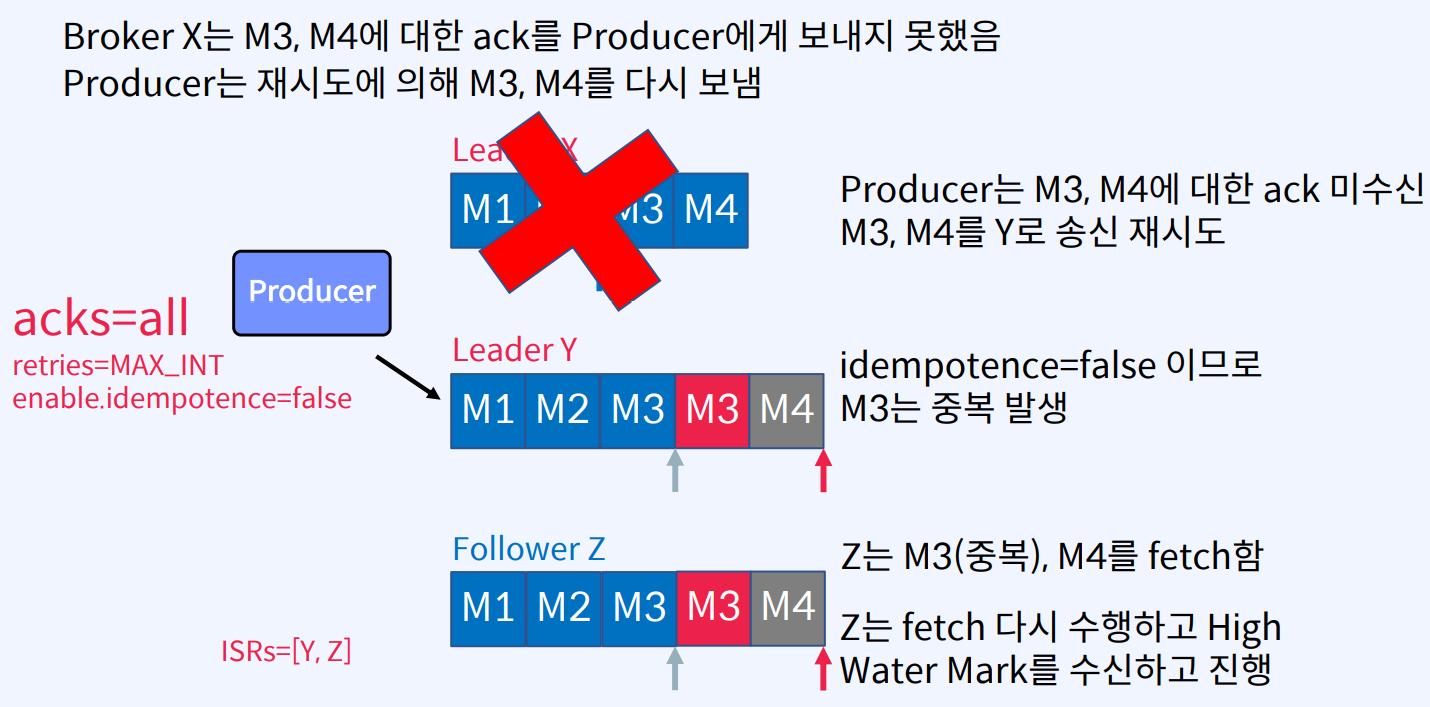 Broker X는 M3, M4에 대한 ack를 Producer에게 보내지 못했음
Producer는 재시도에 의해 M3, M4를 다시 보냄
M1 M3 M4
Producer는 M3, M4에 대한 ack 미수신
M3, M4를 Y로 송신 재시도
Producer
acks=all
retries=MAX_INT
enable.idempotence=false
Leader Y
M1 M2 M3 M3 M4
idempotence=false 이므로
M3는 중복 발생
Follower Z
M1 M2 M3 M3 M4
Z는 M3(중복), M4를 fetch함
Z는 fetch 다시 수행하고 High
Water Mark를 수신하고 진행
ISRs=[Y, Z]